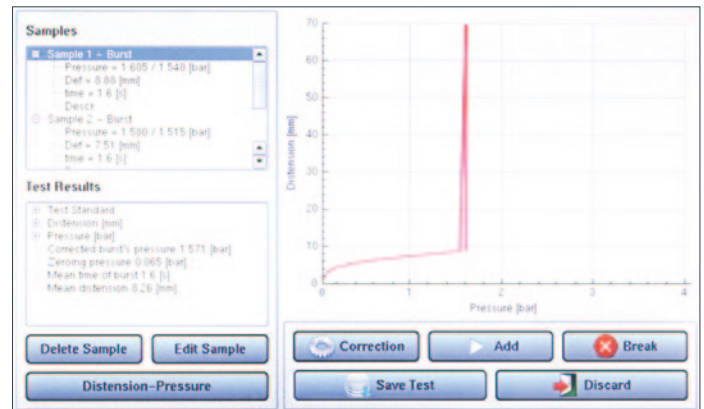 Samples
Sample 1 - Burst
Pressure = 1.605 / 1.540 [bar]
Def = 8.88 [mm]
time = 1.6 [s]
Descr
Sample 2 - Burst
Pressure = 1.580 / 1.515 [bar]
Def = 7.51 [mm]
time = 1.6 [s]
Test Results
Test Standard
Distension [mm]
Pressure [bar]
Corrected burst's pressure 1.571 [bar]
Zeroing pressure 0.065 [bar]
Mean time of burst 1.6 [s]
Mean distension 8.26 [mm]
Delete Sample
Edit Sample
Distension-Pressure
70
60
40
30
20
10
0
Distension [mm]
0
1
2
3
4
Pressure [bar]
Correction
Add
Break
Save Test
Discard